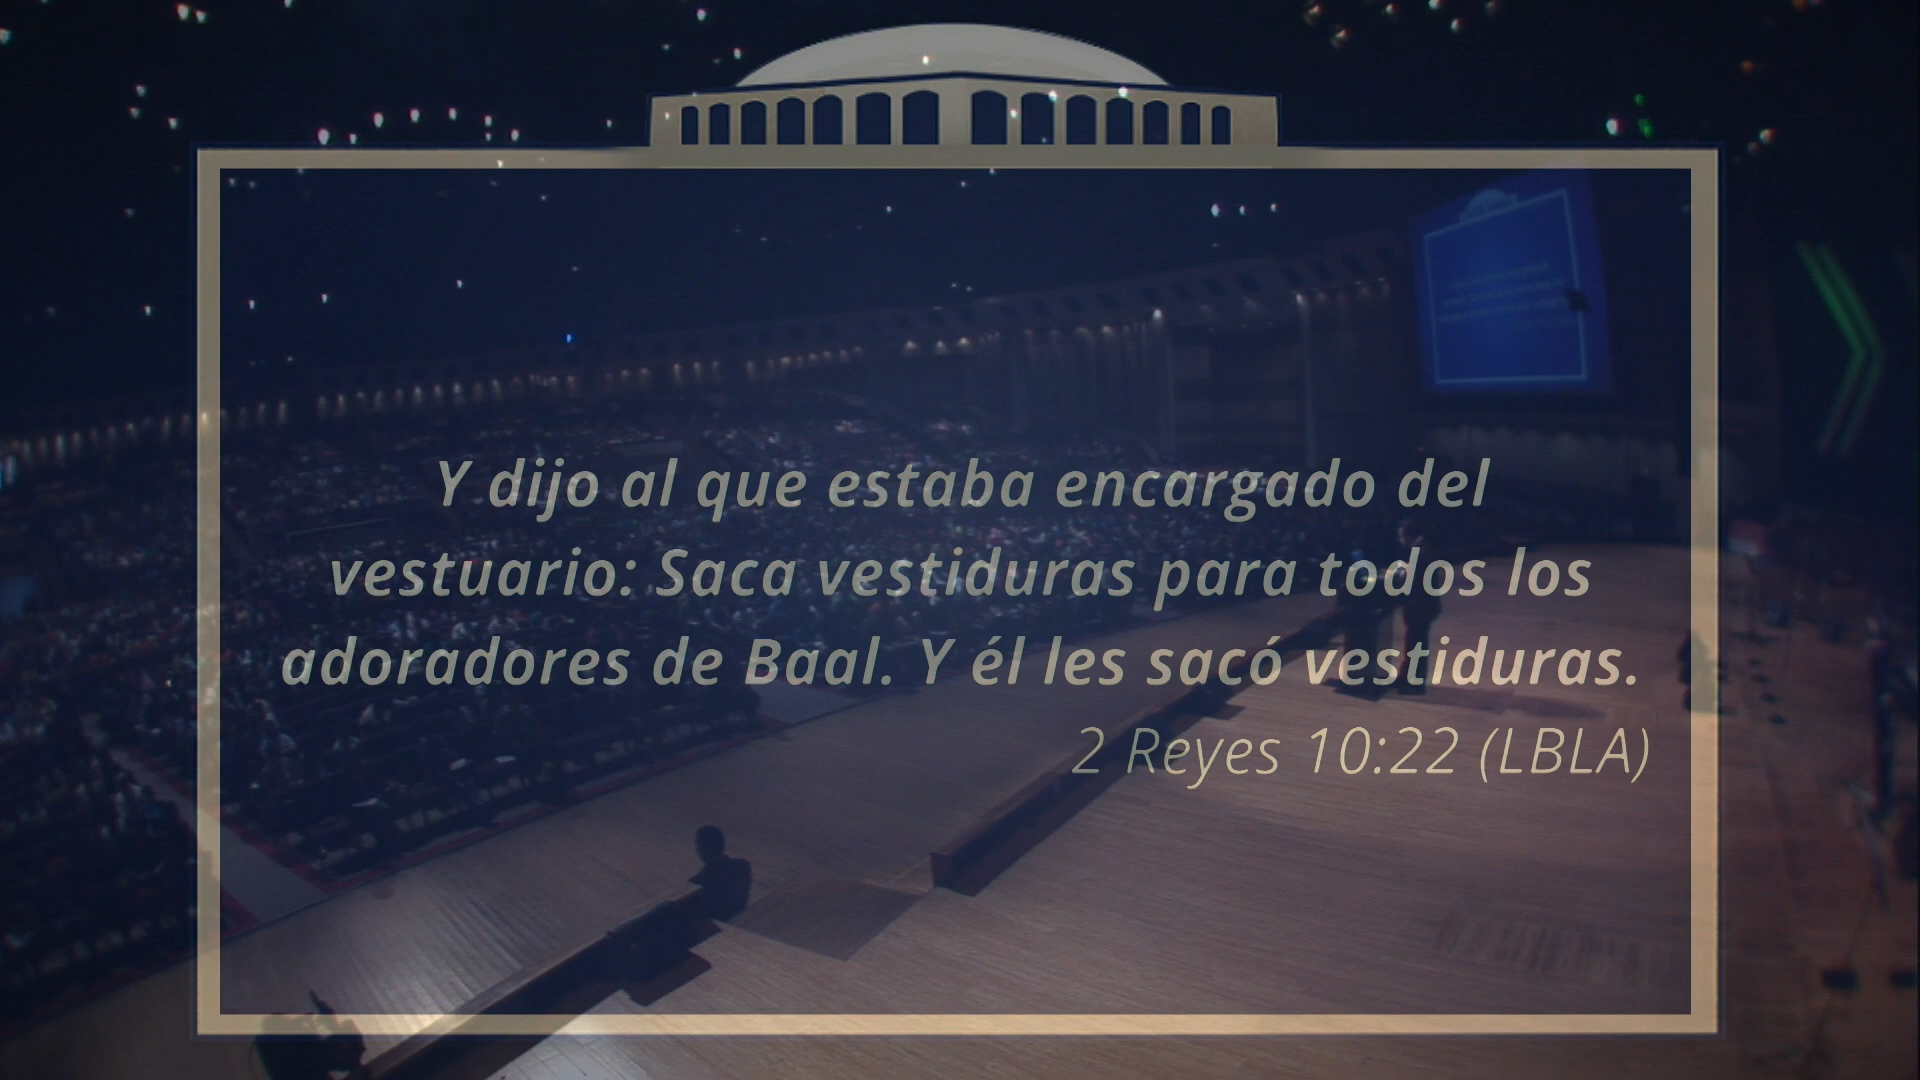 Y dijo al que estaba encargado del
vestuario: Saca vestiduras para todos los
adoradores de Baal. Y él les sacó vestiduras.
2 Reyes 10:22 (LBLA)